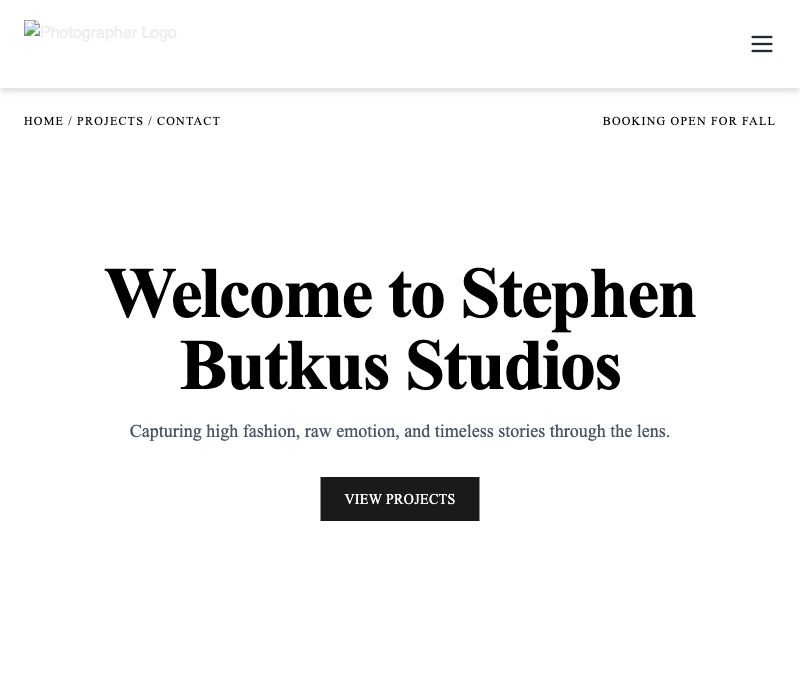 Photographer Logo
HOME / PROJECTS / CONTACT
BOOKING OPEN FOR FALL
Welcome to Stephen
Butkus Studios
Capturing high fashion, raw emotion, and timeless stories through the lens.
VIEW PROJECTS